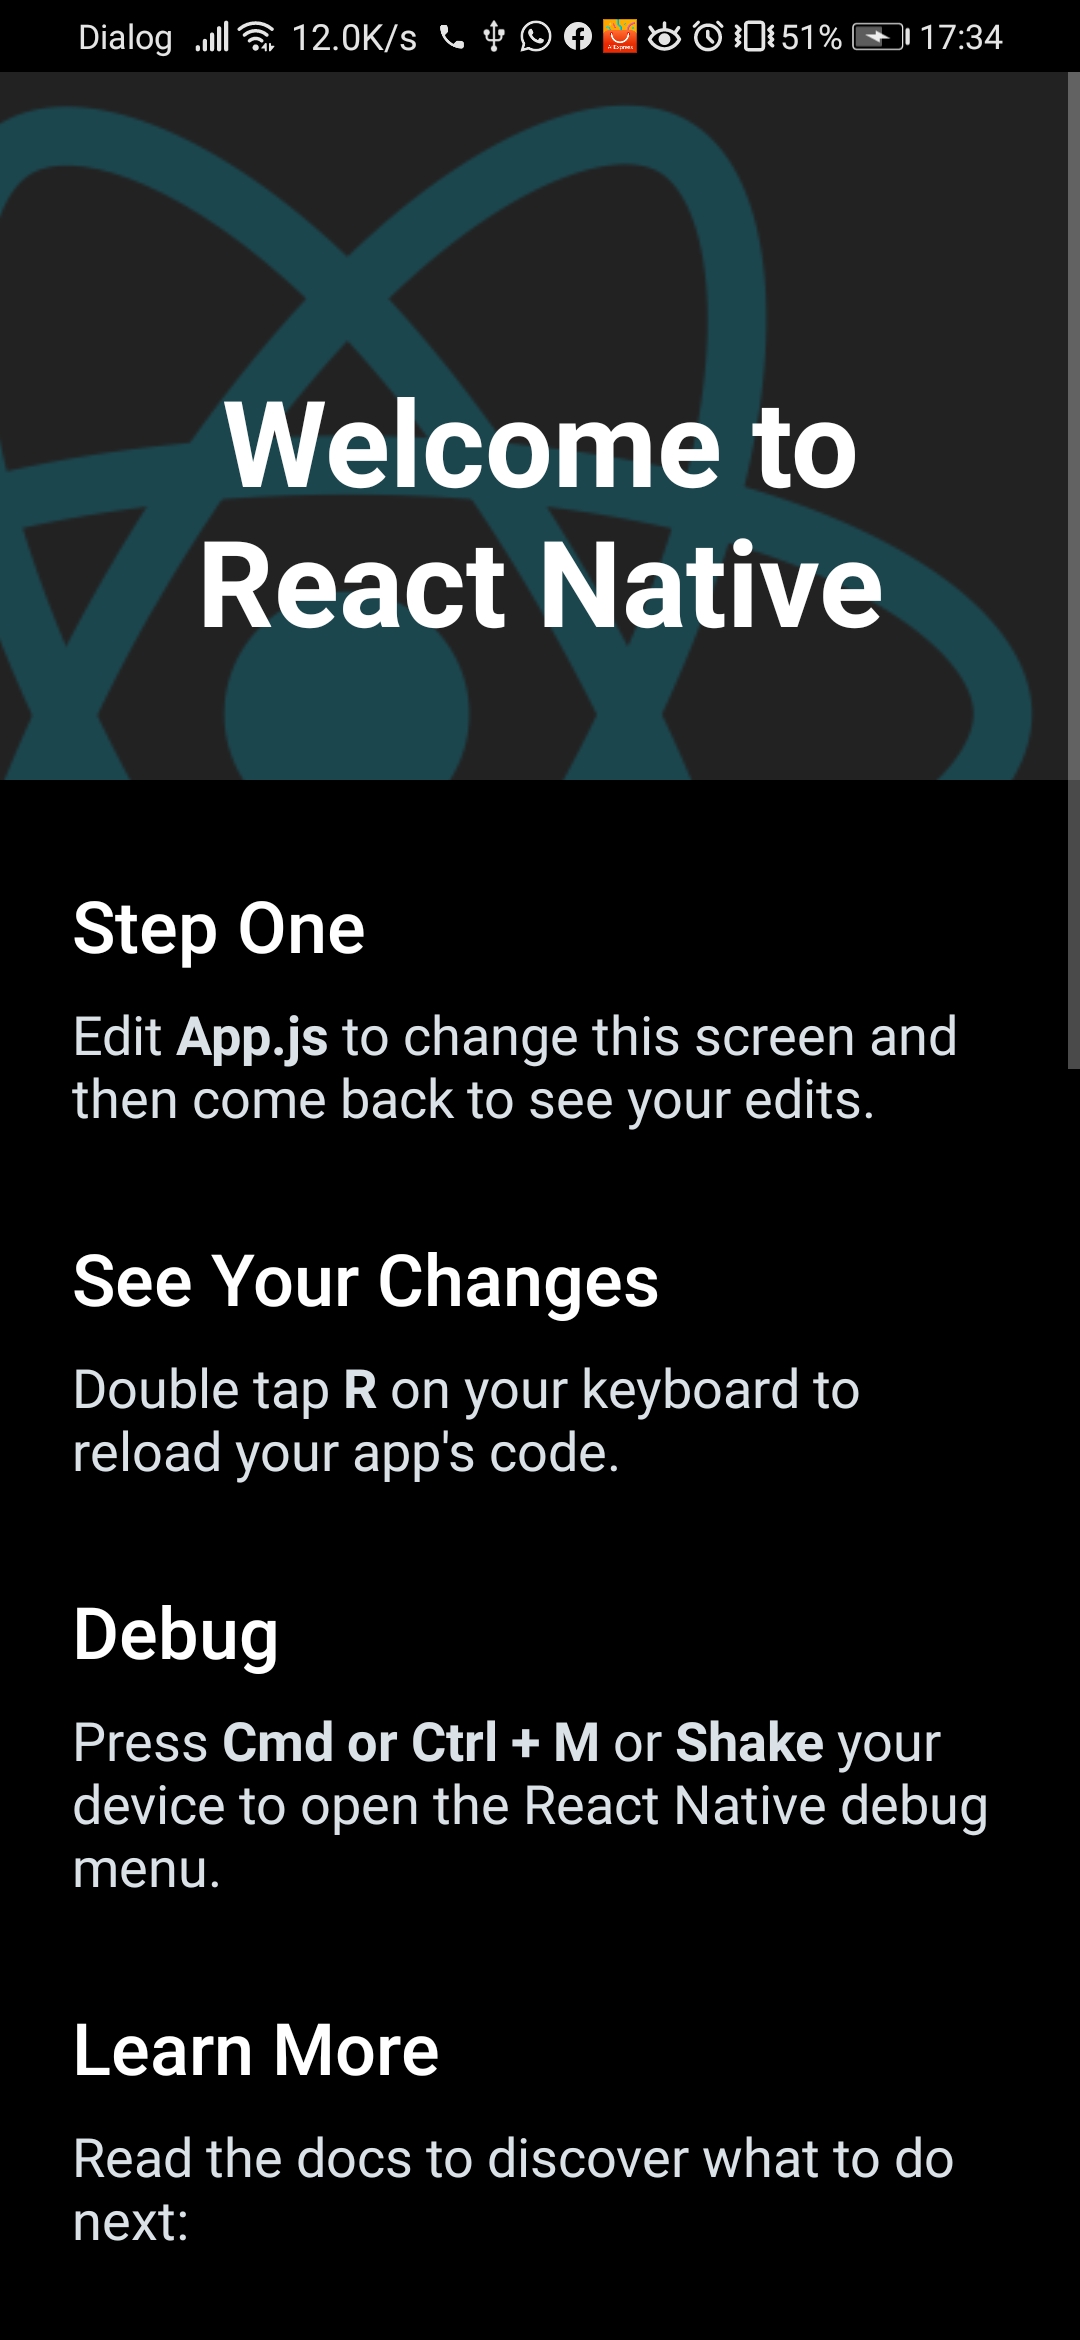 Dialog 12.0K/s 51% 17:34
Welcome to
React Native
Step One
Edit App.js to change this screen and
then come back to see your edits.
See Your Changes
Double tap R on your keyboard to
reload your app's code.
Debug
Press Cmd or Ctrl + M or Shake your
device to open the React Native debug
menu.
Learn More
Read the docs to discover what to do
next: